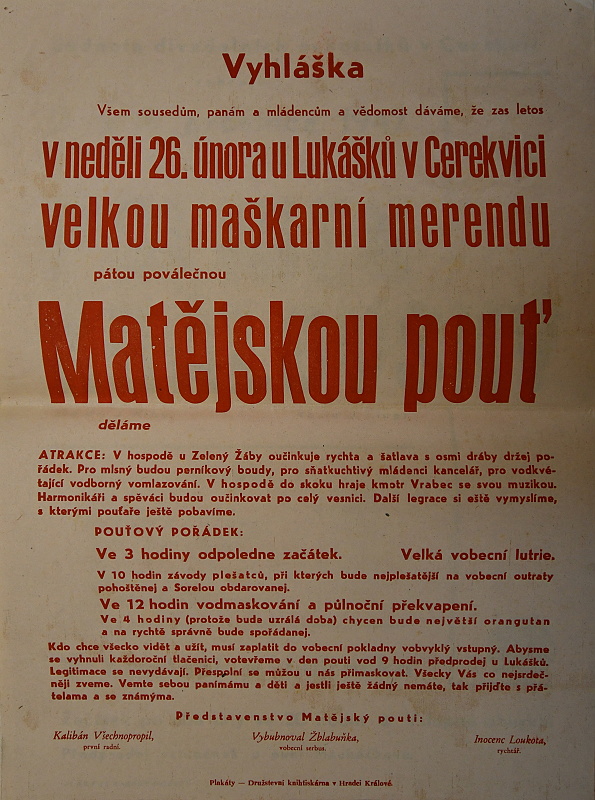 Vyhláška
Všem sousedům, panám a mládencům a vědomost dáváme, že zas letos
v neděli 26. února u Lukášků v Cerekvici
velkou maškarní merendu
pátou poválečnou
Matějskou pouť
děláme
ATRAKCE: V hospodě u Zelený Žáby oučinkuje rychta a šatlava s osmi dráby držej po-
řádek. Pro mlsný budou perníkový boudy, pro sňatkuchtivý mládenci kancelář, pro vodkvé-
tající vodborný vomlazování. V hospodě do skoku hraje kmotr Vrabec se svou muzikou.
Harmonikáři a spěváci budou oučinkovat po celý vesnici. Další legrace si eště vymyslíme,
s kterými pouťaře ještě pobavíme.
POUŤOVÝ POŘÁDEK:
Ve 3 hodiny odpoledne začátek. Velká vobecní lutrie.
V 10 hodin závody plešatců, při kterých bude nejplešatější na vobecní outraty
pohoštěnej a Sorelou obdarovanej.
Ve 12 hodin vodmaskování a půlnoční překvapení.
Ve 4 hodiny (protože bude uzrálá doba) chycen bude největší orangutan
a na rychtě správně bude spořádanej.
Kdo chce všecko vidět a užít, musí zaplatit do vobecní pokladny vobvyklý vstupný. Abysme
se vyhnuli každoroční tlačenici, votevřeme v den pouti vod 9 hodin předprodej u Lukášků.
Legitimace se nevydávají. Přespolní se můžou u nás přimaskovat. Všecky Vás co nejsrdeč-
něji zveme. Vemte sebou panímámu a děti a jestli ještě žádný nemáte, tak přijďte s přá-
telama a se známýma.
Představenstvo Matějský pouti:
Kalibán Všechnopropil,
první radní.
Vybubnoval Žblabuňka,
vobecní serbus.
Inocenc Loukota,
rychtář.
Plakáty — Družstevní knihtiskárna v Hradci Králové.